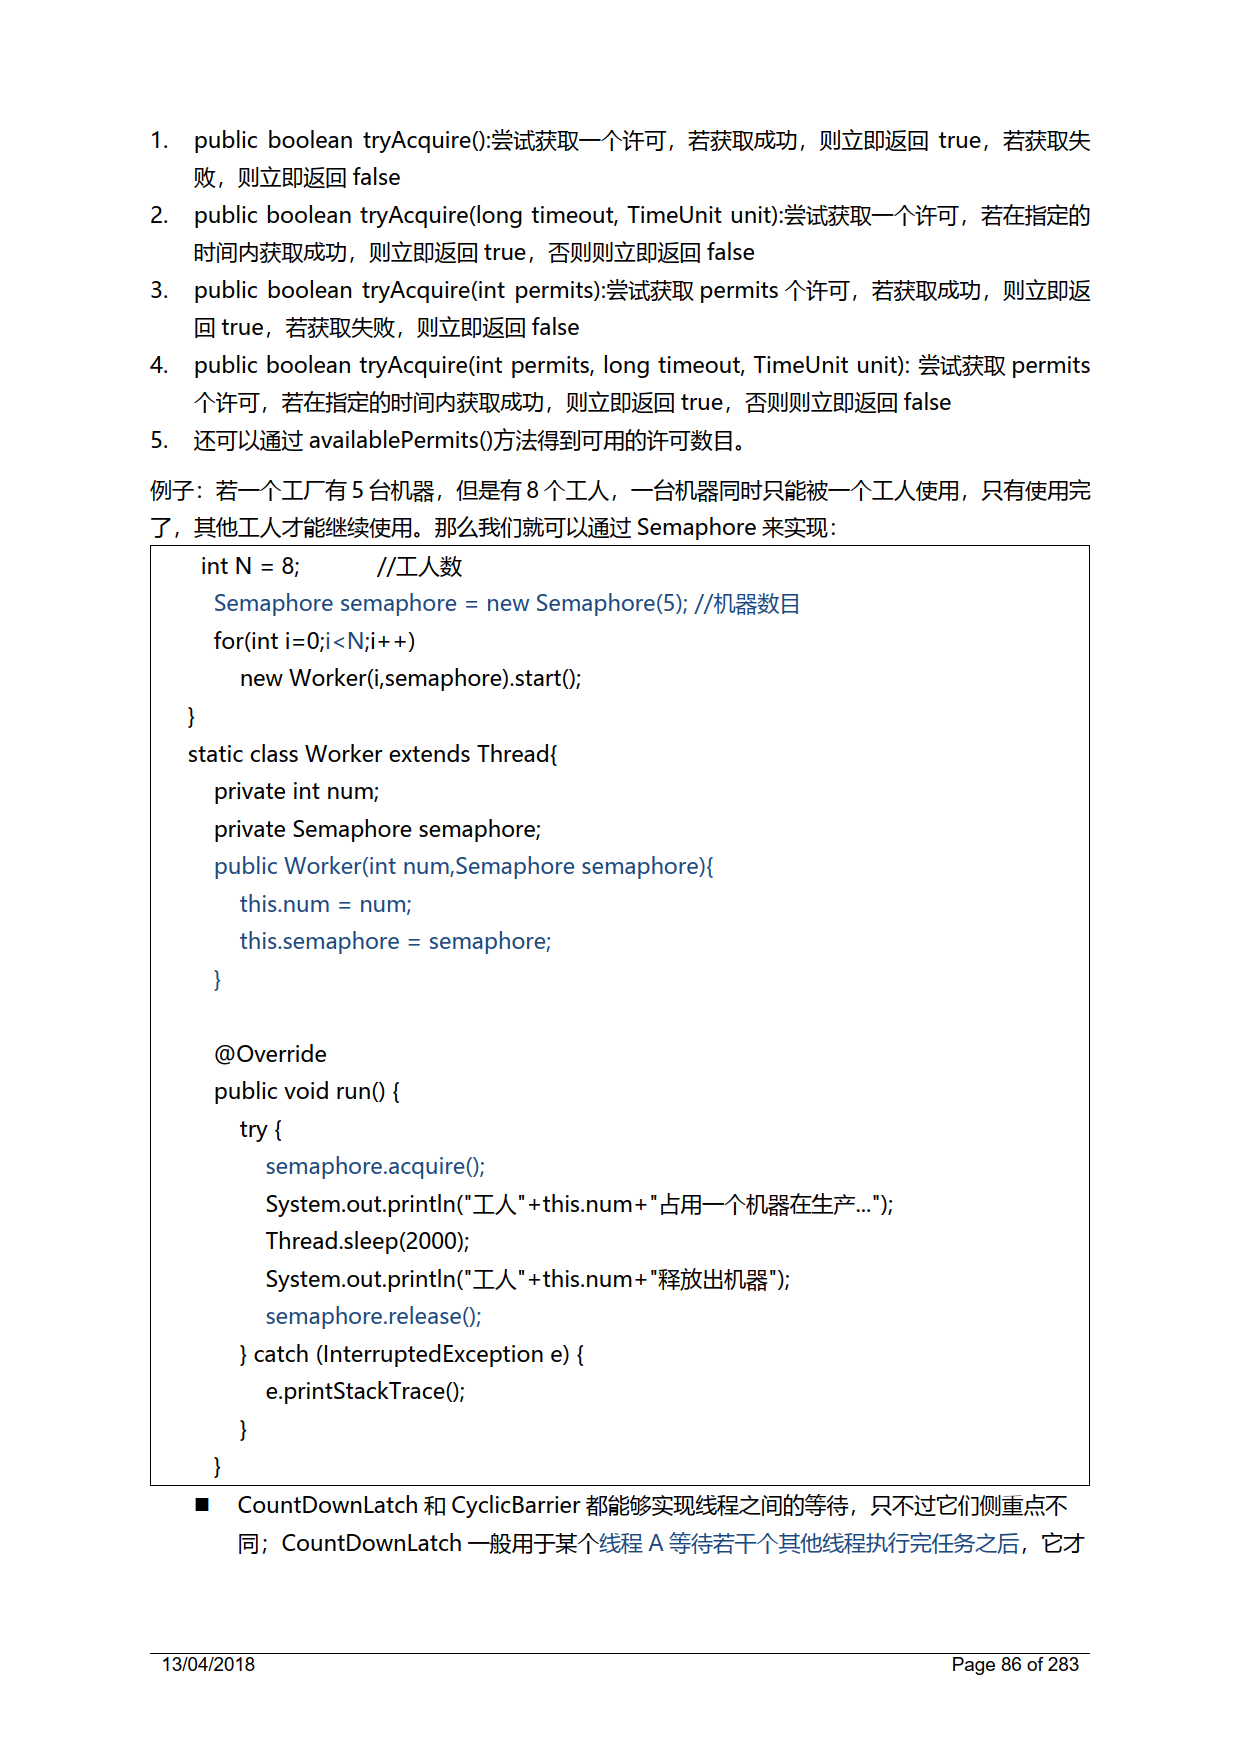 1. public boolean tryAcquire():尝试获取一个许可，若获取成功，则立即返回 true，若获取失
败，则立即返回 false
2. public boolean tryAcquire(long timeout, TimeUnit unit):尝试获取一个许可，若在指定的
时间内获取成功，则立即返回 true，否则则立即返回 false
3. public boolean tryAcquire(int permits):尝试获取 permits 个许可，若获取成功，则立即返
回 true，若获取失败，则立即返回 false
4. public boolean tryAcquire(int permits, long timeout, TimeUnit unit): 尝试获取 permits
个许可，若在指定的时间内获取成功，则立即返回 true，否则则立即返回 false
5. 还可以通过 availablePermits()方法得到可用的许可数目。
例子：若一个工厂有 5 台机器，但是有 8 个工人，一台机器同时只能被一个工人使用，只有使用完
了，其他工人才能继续使用。那么我们就可以通过 Semaphore 来实现：
int N = 8; //工人数
Semaphore semaphore = new Semaphore(5); //机器数目
for(int i=0;i<N;i++)
new Worker(i,semaphore).start();
}
static class Worker extends Thread{
private int num;
private Semaphore semaphore;
public Worker(int num,Semaphore semaphore){
this.num = num;
this.semaphore = semaphore;
}
@Override
public void run() {
try {
semaphore.acquire();
System.out.println("工人"+this.num+"占用一个机器在生产...");
Thread.sleep(2000);
System.out.println("工人"+this.num+"释放出机器");
semaphore.release();
} catch (InterruptedException e) {
e.printStackTrace();
}
}
■ CountDownLatch 和 CyclicBarrier 都能够实现线程之间的等待，只不过它们侧重点不
同；CountDownLatch 一般用于某个线程 A 等待若干个其他线程执行完任务之后，它才
13/04/2018 Page 86 of 283